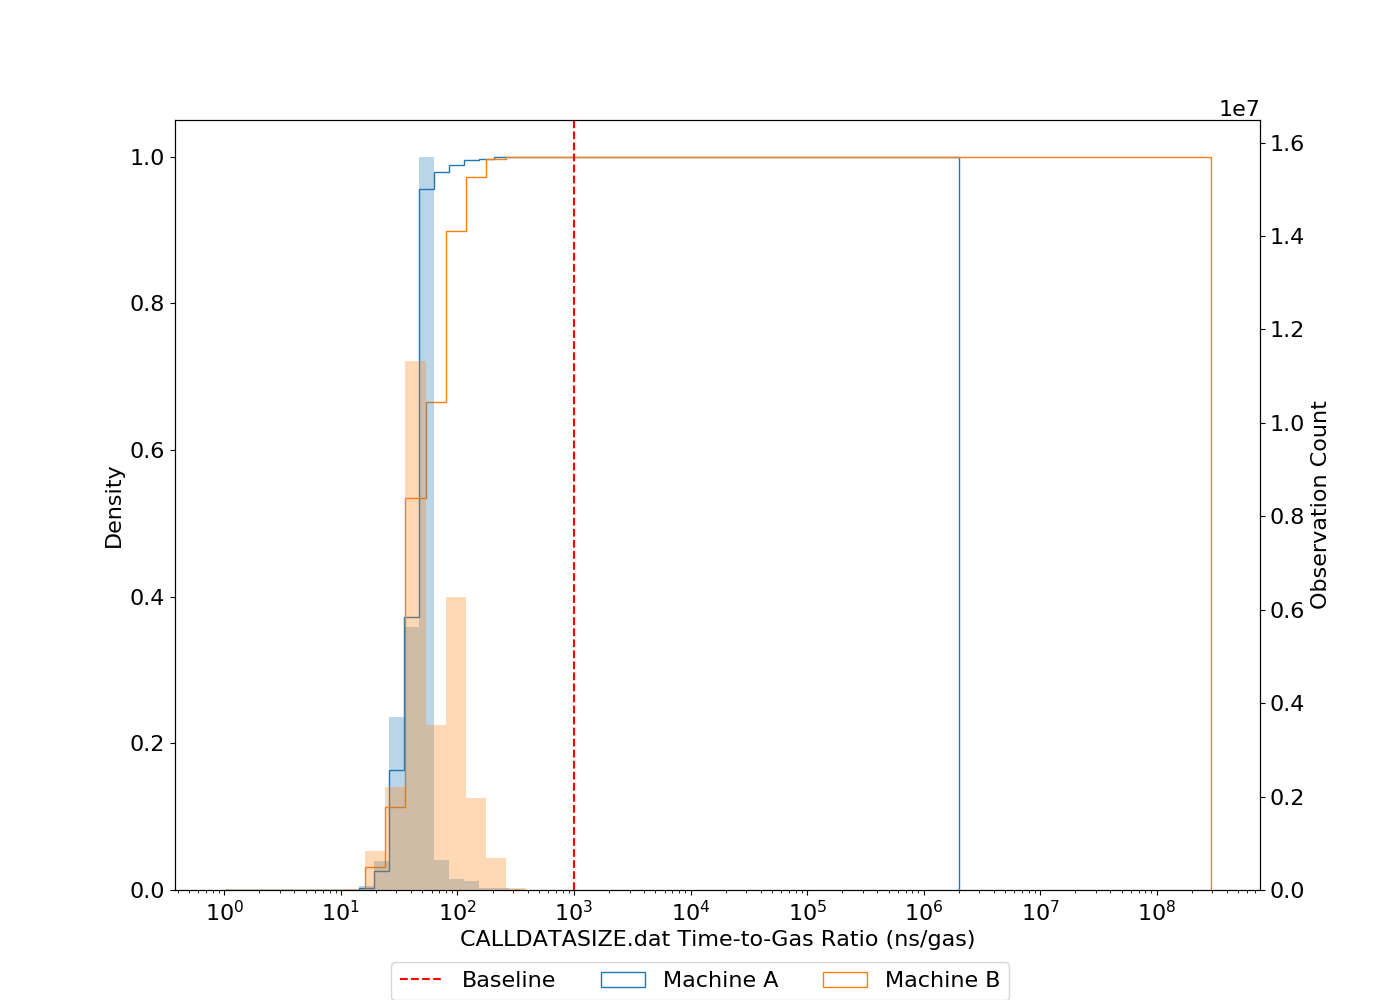 1e7
1.0
0.8
0.6
0.4
0.2
0.0
Density
1.6
1.4
1.2
1.0
0.8
0.6
0.4
0.2
0.0
Observation Count
10⁰ 10¹ 10² 10³ 10⁴ 10⁵ 10⁶ 10⁷ 10⁸
CALLDATASIZE.dat Time-to-Gas Ratio (ns/gas)
Baseline Machine A Machine B